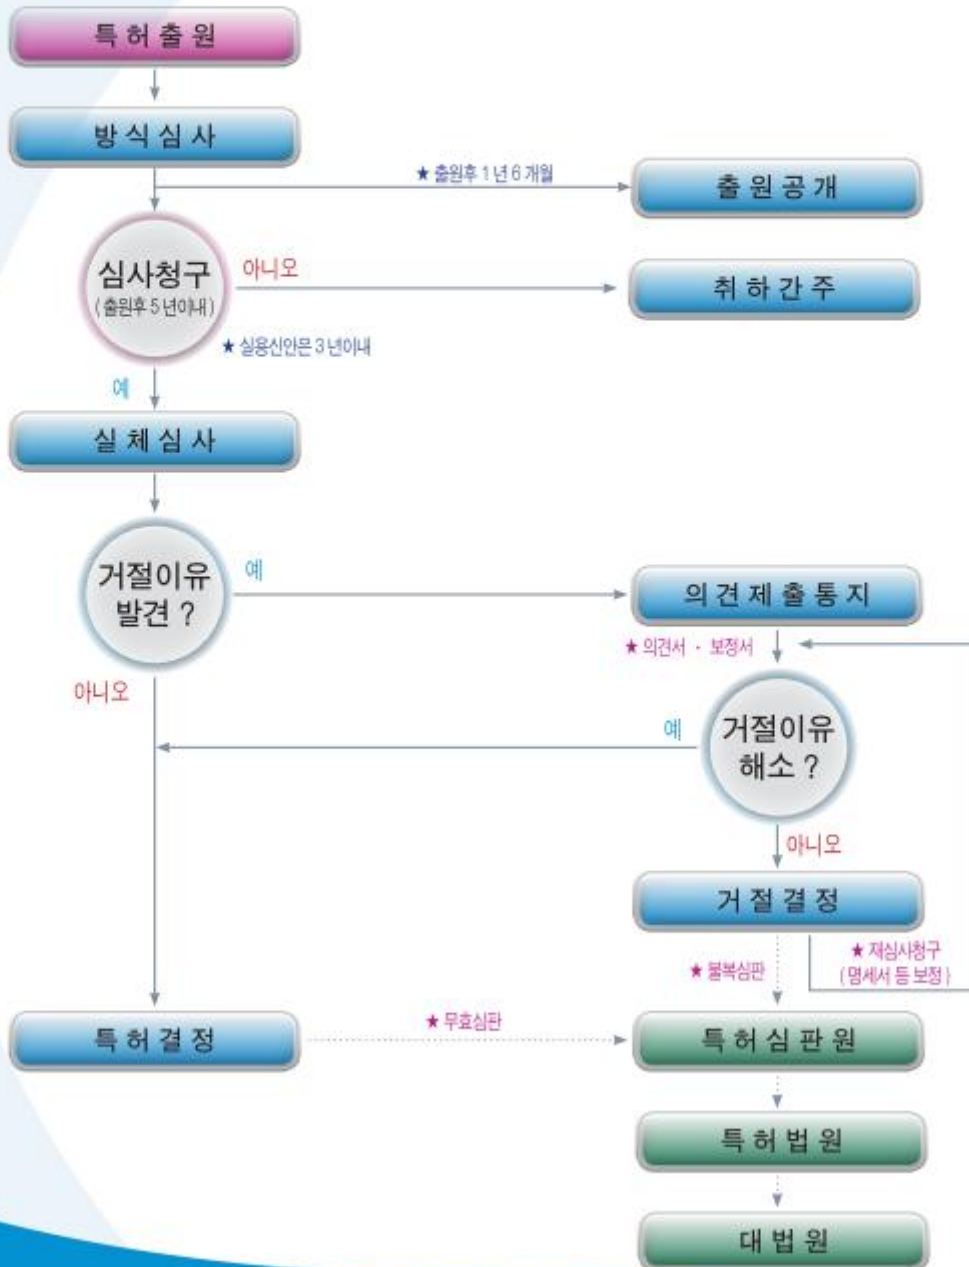 특허출원
방식심사
★ 출원후 1년 6개월
출원공개
심사청구
(출원후 5년이내)
아니오
취하간주
★ 실용신안은 3년이내
예
실체심사
거절이유
발견 ?
예
의견제출통지
★ 의견서 · 보정서
아니오
예
거절이유
해소 ?
아니오
거절결정
★ 불복심판
★ 재심사청구
(명세서 등 보정)
특허결정
★ 무효심판
특허심판원
특허법원
대법원